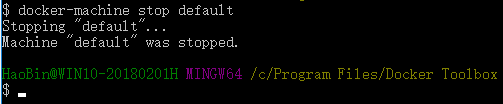 $ docker-machine stop default
Stopping "default"...
Machine "default" was stopped.
HaoBin@WIN10-20180201H MINGW64 /c/Program Files/Docker Toolbox
$